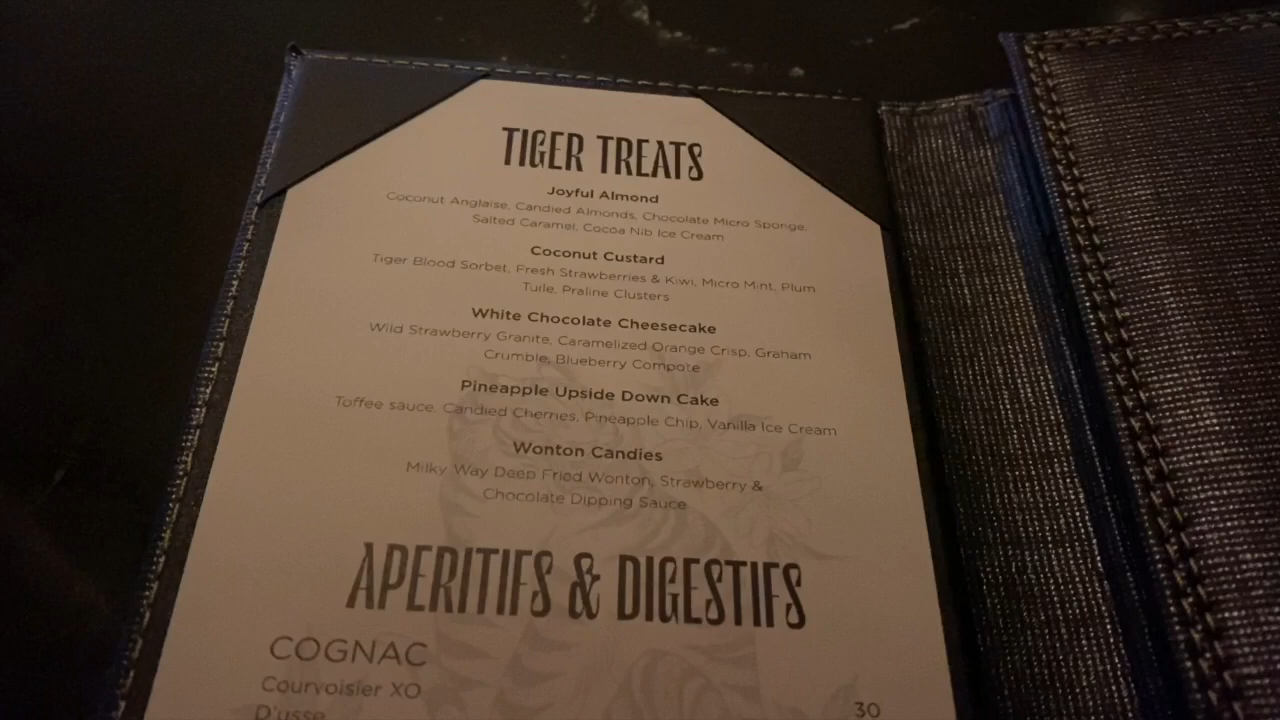 TIGER TREATS
Joyful Almond
Coconut Anglaise, Candied Almonds, Chocolate Micro Sponge,
Salted Caramel, Cocoa Nib Ice Cream
Coconut Custard
Tiger Blood Sorbet, Fresh Strawberries & Kiwi, Micro Mint, Plum
Tuile, Praline Clusters
White Chocolate Cheesecake
Wild Strawberry Granite, Caramelized Orange Crisp, Graham
Crumble, Blueberry Compote
Pineapple Upside Down Cake
Toffee sauce, Candied Cherries, Pineapple Chip, Vanilla Ice Cream
Wonton Candies
Milky Way Deep Fried Wonton, Strawberry &
Chocolate Dipping Sauce
APERITIFS & DIGESTIFS
COGNAC
Courvoisier XO 30
D'usse